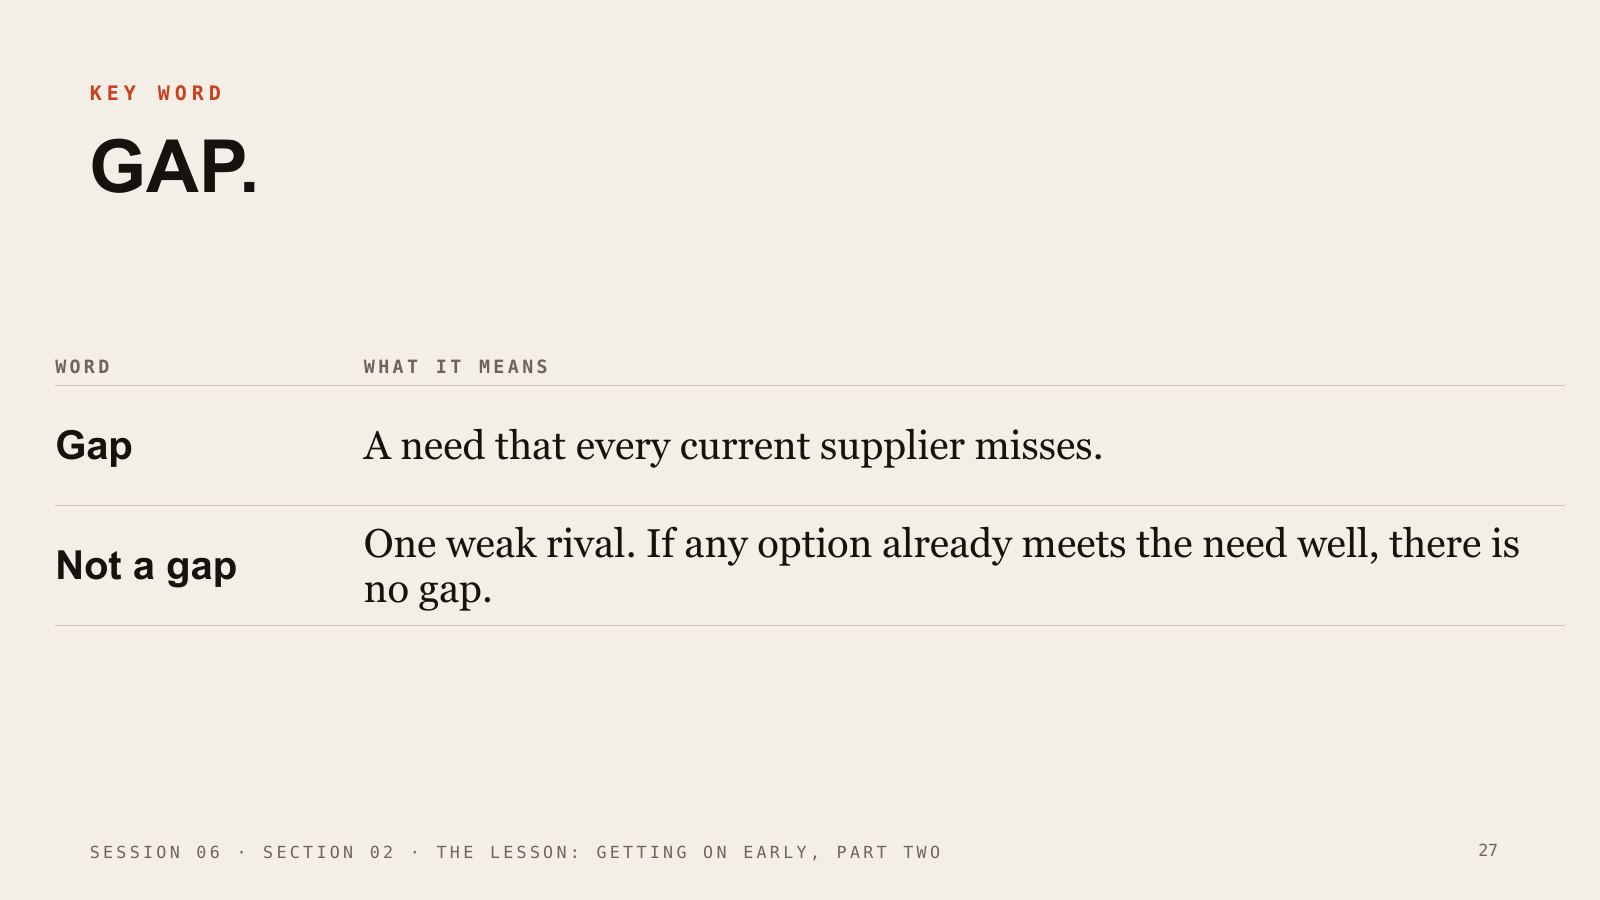 KEY WORD
GAP.
WORD
WHAT IT MEANS
Gap
A need that every current supplier misses.
Not a gap
One weak rival. If any option already meets the need well, there is
no gap.
SESSION 06 · SECTION 02 · THE LESSON: GETTING ON EARLY, PART TWO
27